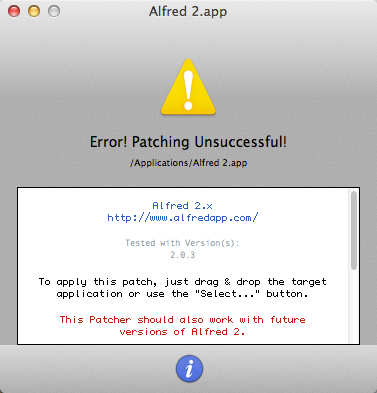 Alfred 2.app
Error! Patching Unsuccessful!
/Applications/Alfred 2.app
Alfred 2.x
http://www.alfredapp.com/
Tested with Version(s):
2.0.3
To apply this patch, just drag & drop the target
application or use the "Select..." button.
This Patcher should also work with future
versions of Alfred 2.
i